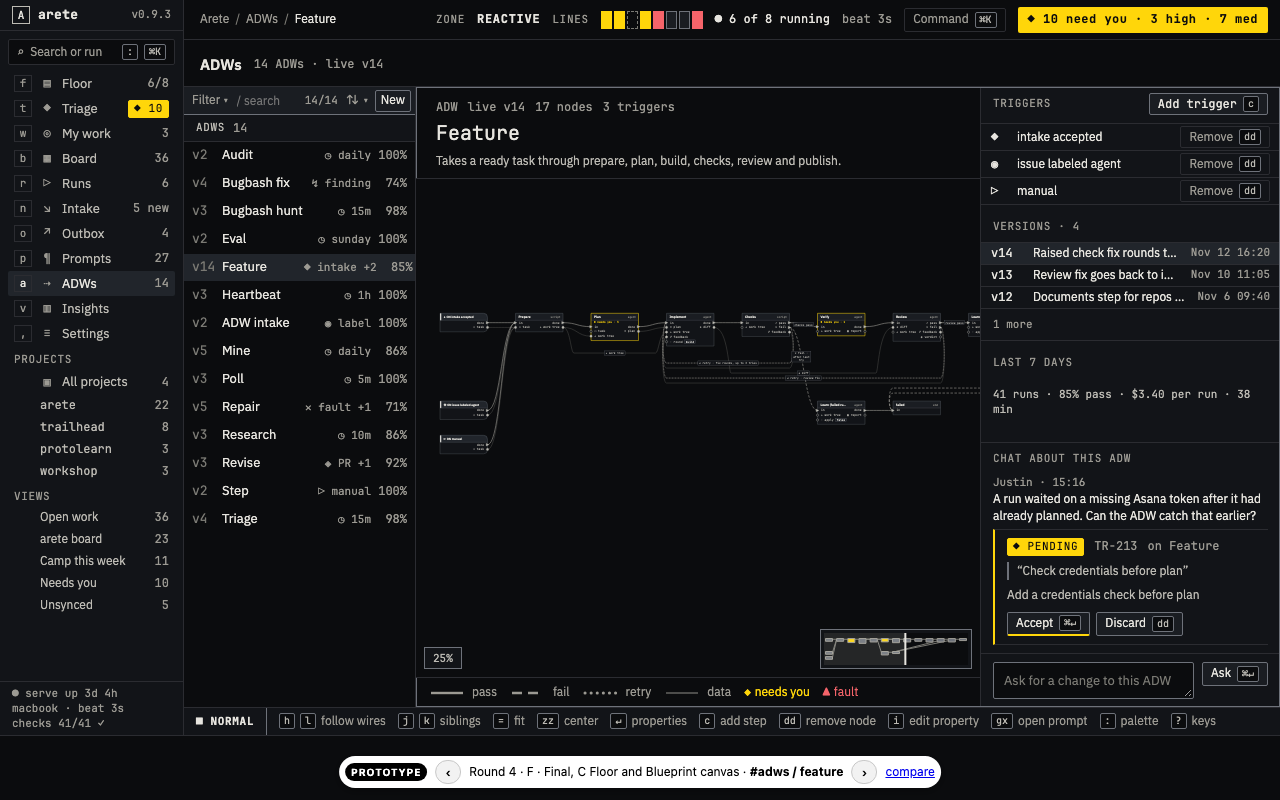 A arete v0.9.3
Search or run : ⌘K
f Floor 6/8
t Triage ◆ 10
w My work 3
b Board 36
r Runs 6
n Intake 5 new
o Outbox 4
p Prompts 27
a ADWs 14
v Insights
, Settings
PROJECTS
All projects 4
arete 22
trailhead 8
protolearn 3
workshop 3
VIEWS
Open work 36
arete board 23
Camp this week 11
Needs you 10
Unsynced 5
● serve up 3d 4h
macbook · beat 3s
checks 41/41 ✓
Arete / ADWs / Feature
ZONE REACTIVE LINES ● 6 of 8 running beat 3s Command ⌘K ◆ 10 need you · 3 high · 7 med
ADWs 14 ADWs · live v14
Filter ▾ / search 14/14 ⇅ ▾ New
ADWS 14
v2 Audit ◷ daily 100%
v4 Bugbash fix ↯ finding 74%
v3 Bugbash hunt ◷ 15m 98%
v2 Eval ◷ sunday 100%
v14 Feature ◆ intake +2 85%
v3 Heartbeat ◷ 1h 100%
v2 ADW intake ◉ label 100%
v5 Mine ◷ daily 86%
v3 Poll ◷ 5m 100%
v5 Repair × fault +1 71%
v3 Research ◷ 10m 86%
v3 Revise ◆ PR +1 92%
v2 Step ▷ manual 100%
v4 Triage ◷ 15m 98%
ADW live v14 17 nodes 3 triggers
Feature
Takes a ready task through prepare, plan, build, checks, review and publish.
Prepare
Plan
Implement
Checks
Verify
Review
25%
pass fail retry data ◆ needs you ▲ fault
TRIGGERS Add trigger c
◆ intake accepted Remove dd
◉ issue labeled agent Remove dd
▷ manual Remove dd
VERSIONS · 4
v14 Raised check fix rounds t... Nov 12 16:20
v13 Review fix goes back to i... Nov 10 11:05
v12 Documents step for repos ... Nov 6 09:40
1 more
LAST 7 DAYS
41 runs · 85% pass · $3.40 per run · 38
min
CHAT ABOUT THIS ADW
Justin · 15:16
A run waited on a missing Asana token after it had
already planned. Can the ADW catch that earlier?
◆ PENDING TR-213 on Feature
“Check credentials before plan”
Add a credentials check before plan
Accept ⌘↵ Discard dd
Ask for a change to this ADW Ask ⌘↵
■ NORMAL h l follow wires j k siblings = fit zz center ↵ properties c add step dd remove node i edit property gx open prompt : palette ? keys
PROTOTYPE ‹ Round 4 · F · Final, C Floor and Blueprint canvas · #adws / feature › compare